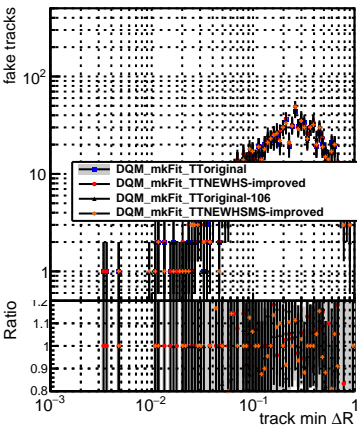 fake tracks
10²
10
1
DQM_mkFit_TToriginal
DQM_mkFit_TTNEWHS-improved
DQM_mkFit_TToriginal-106
DQM_mkFit_TTNEWHSMS-improved
Ratio
1.2
1.1
1
0.9
0.8
10⁻³ 10⁻² 10⁻¹ 1
track min ΔR